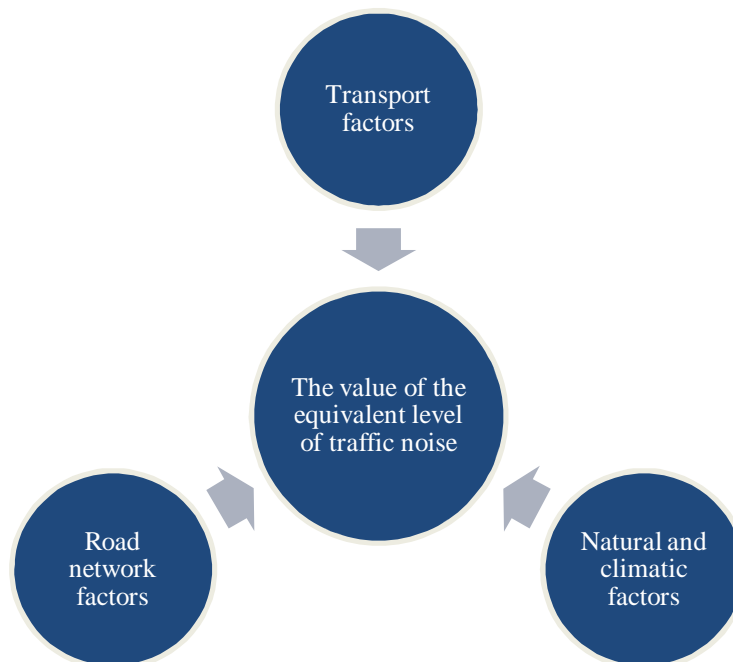 Transport
factors
The value of the
equivalent level
of traffic noise
Road
network
factors
Natural and
climatic
factors